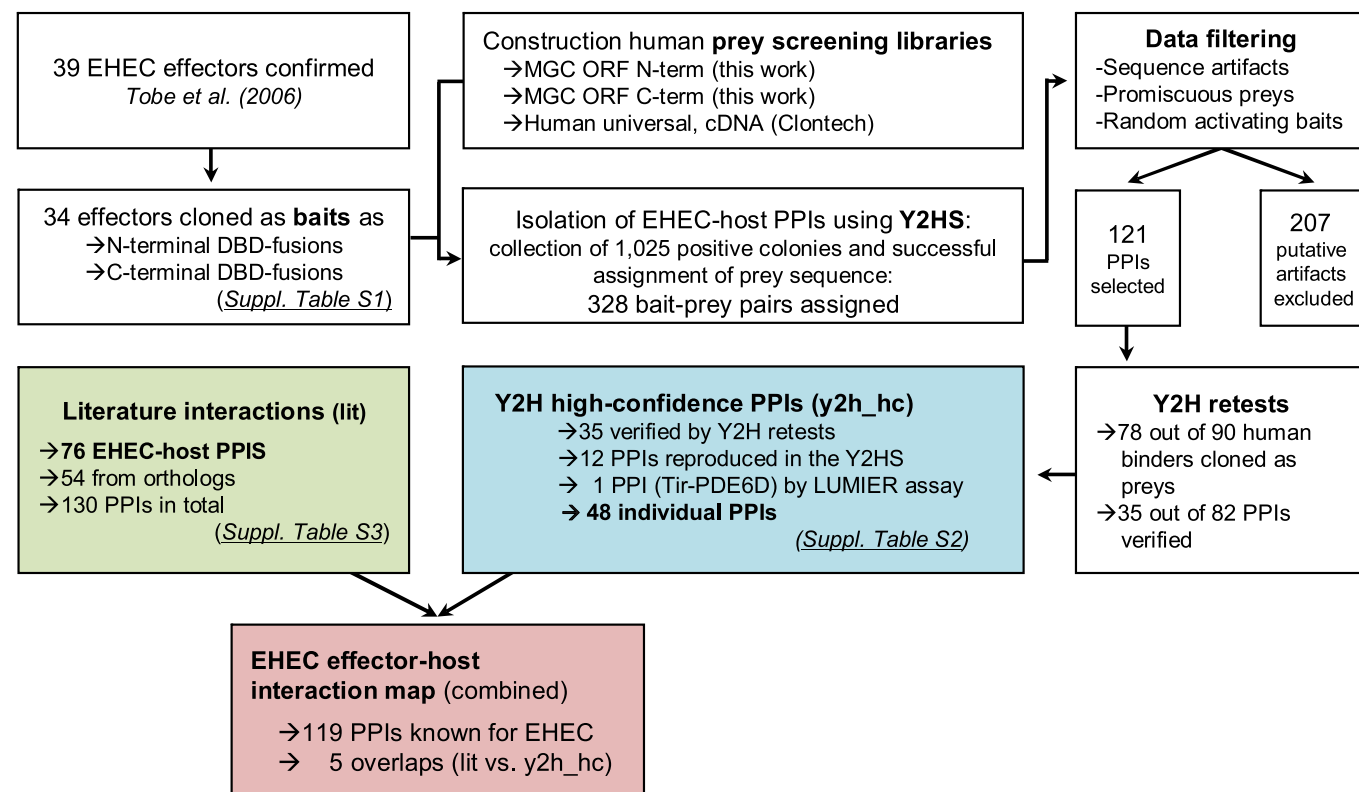 39 EHEC effectors confirmed
Tobe et al. (2006)
34 effectors cloned as baits as
→N-terminal DBD-fusions
→C-terminal DBD-fusions
(Suppl. Table S1)
Construction human prey screening libraries
→MGC ORF N-term (this work)
→MGC ORF C-term (this work)
→Human universal, cDNA (Clontech)
Isolation of EHEC-host PPIs using Y2HS:
collection of 1,025 positive colonies and successful
assignment of prey sequence:
328 bait-prey pairs assigned
Data filtering
-Sequence artifacts
-Promiscuous preys
-Random activating baits
121
PPIs
selected
207
putative
artifacts
excluded
Y2H retests
→78 out of 90 human
binders cloned as
preys
→35 out of 82 PPIs
verified
Y2H high-confidence PPIs (y2h_hc)
→35 verified by Y2H retests
→12 PPIs reproduced in the Y2HS
→ 1 PPI (Tir-PDE6D) by LUMIER assay
→ 48 individual PPIs
(Suppl. Table S2)
Literature interactions (lit)
→76 EHEC-host PPIS
→54 from orthologs
→130 PPIs in total
(Suppl. Table S3)
EHEC effector-host
interaction map (combined)
→119 PPIs known for EHEC
→ 5 overlaps (lit vs. y2h_hc)